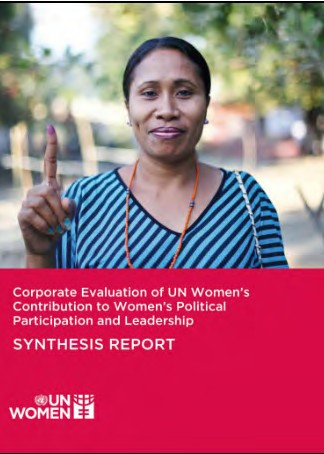 Corporate Evaluation of UN Women's
Contribution to Women's Political
Participation and Leadership
SYNTHESIS REPORT
UN
WOMEN